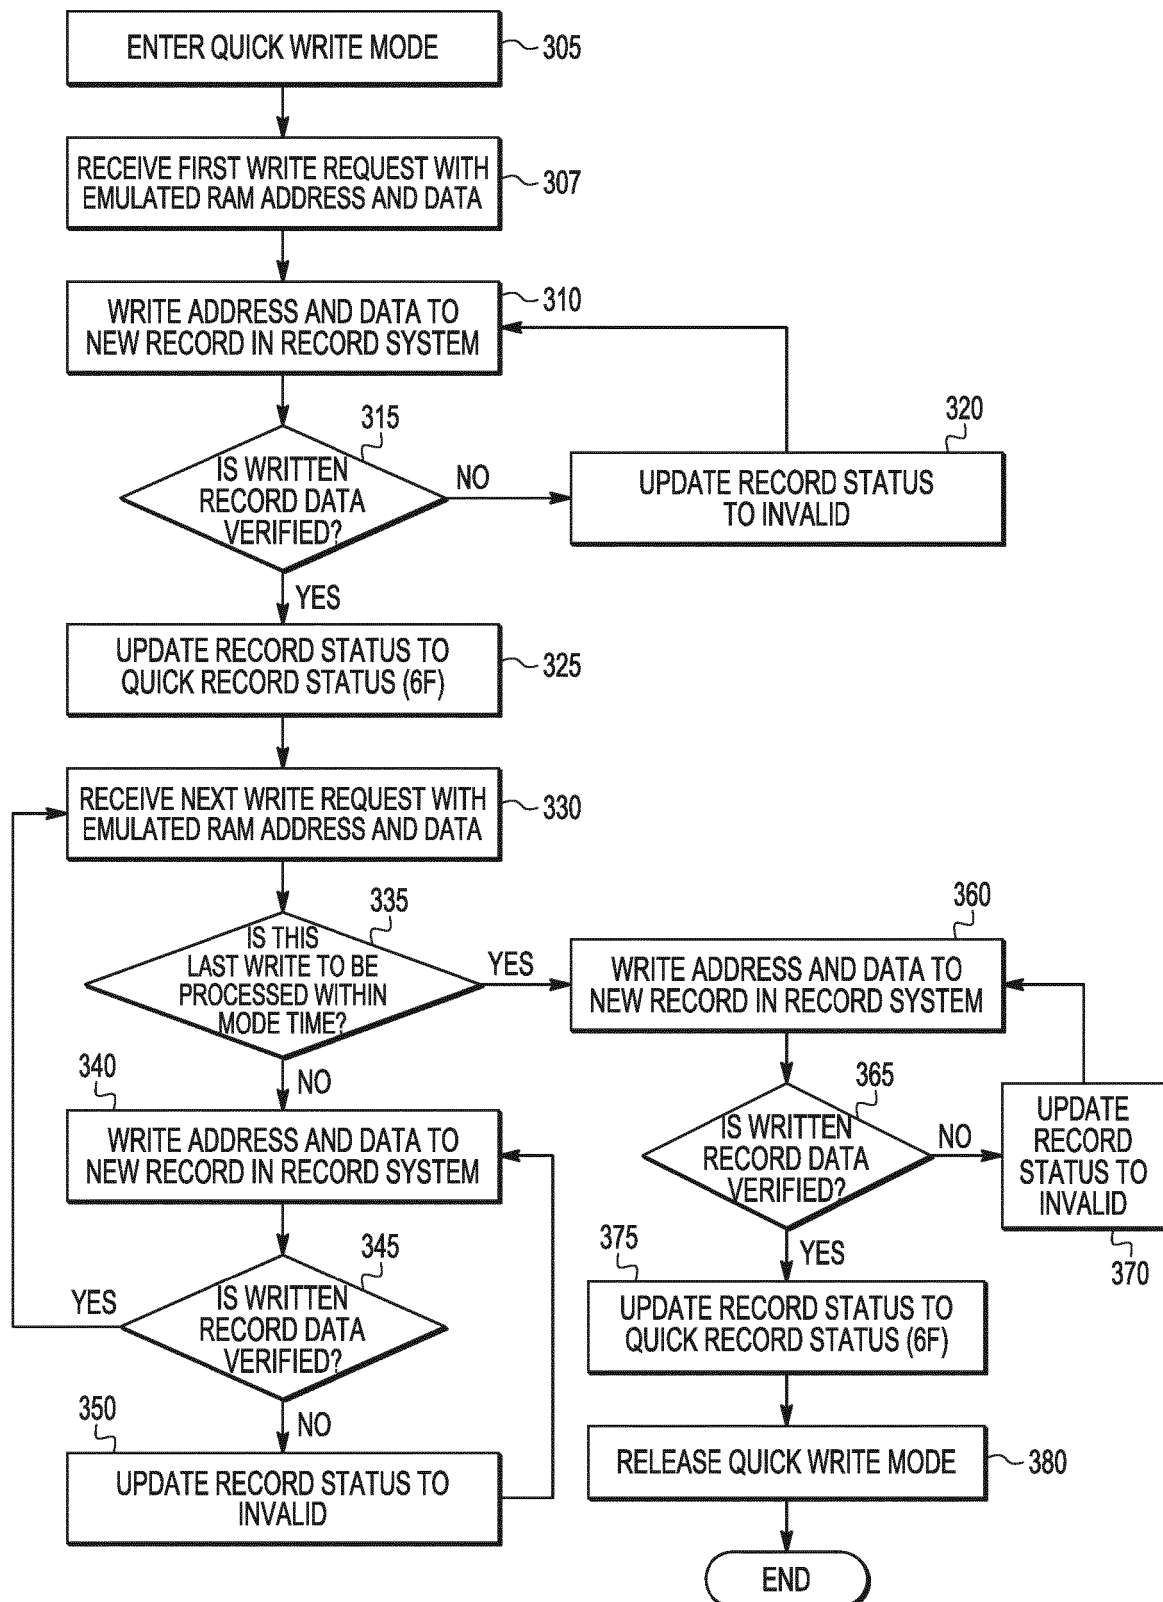 ENTER QUICK WRITE MODE
305
RECEIVE FIRST WRITE REQUEST WITH
EMULATED RAM ADDRESS AND DATA
307
WRITE ADDRESS AND DATA TO
NEW RECORD IN RECORD SYSTEM
310
315
IS WRITTEN
RECORD DATA
VERIFIED?
NO
YES
320
UPDATE RECORD STATUS
TO INVALID
UPDATE RECORD STATUS TO
QUICK RECORD STATUS (6F)
325
RECEIVE NEXT WRITE REQUEST WITH
EMULATED RAM ADDRESS AND DATA
330
335
IS THIS
LAST WRITE TO BE
PROCESSED WITHIN
MODE TIME?
YES
NO
340
WRITE ADDRESS AND DATA TO
NEW RECORD IN RECORD SYSTEM
345
IS WRITTEN
RECORD DATA
VERIFIED?
YES
NO
350
UPDATE RECORD STATUS TO
INVALID
360
WRITE ADDRESS AND DATA TO
NEW RECORD IN RECORD SYSTEM
365
IS WRITTEN
RECORD DATA
VERIFIED?
NO
YES
UPDATE
RECORD
STATUS TO
INVALID
370
375
UPDATE RECORD STATUS TO
QUICK RECORD STATUS (6F)
RELEASE QUICK WRITE MODE
380
END